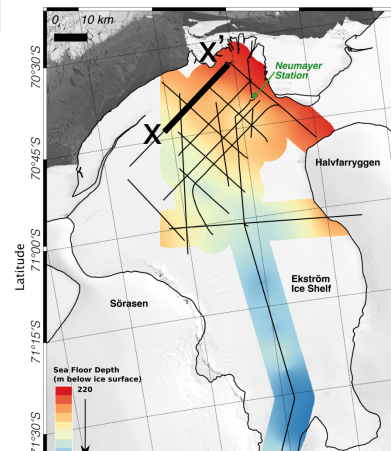 0 10 km
X'
70°30'S
Neumayer
Station
X
70°45'S
Halvfarryggen
71°00'S
Latitude
Ekström
Ice Shelf
Sörasen
71°15'S
Sea Floor Depth
(m below ice surface)
220
71°30'S